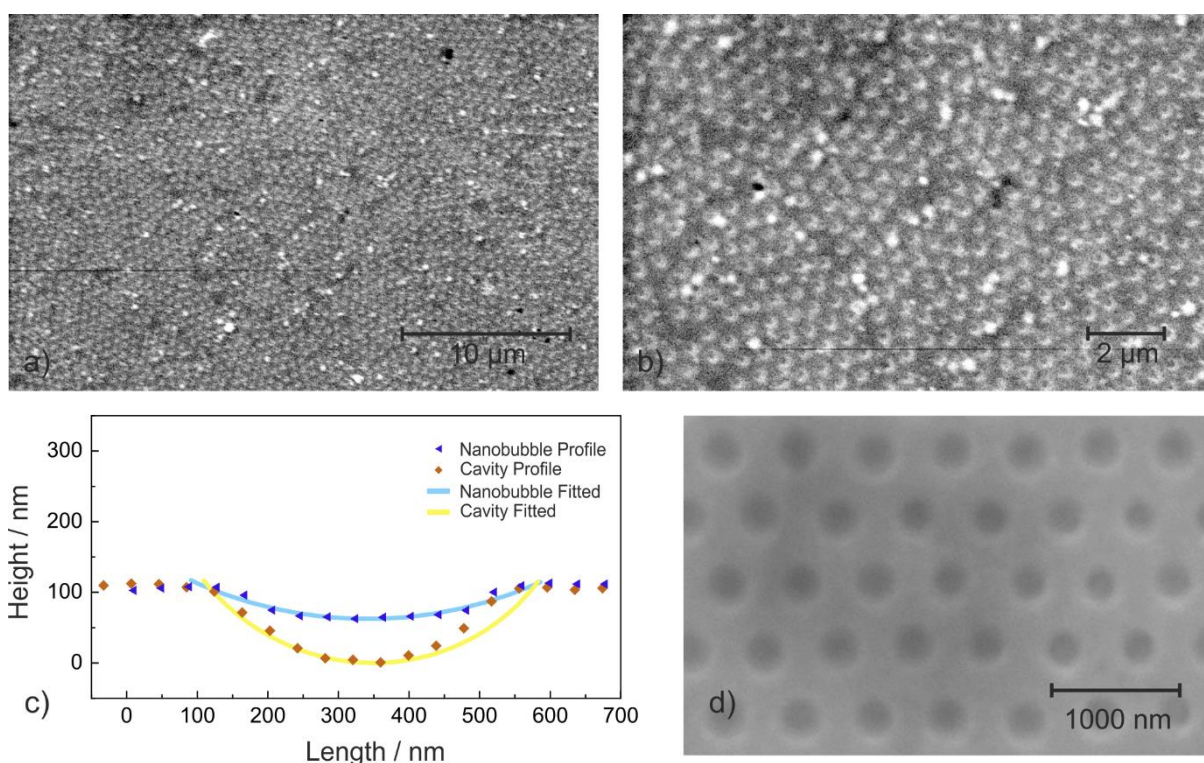 a)
10 µm
b)
2 µm
300
200
100
0
Height / nm
Nanobubble Profile
Cavity Profile
Nanobubble Fitted
Cavity Fitted
0 100 200 300 400 500 600 700
Length / nm
c)
d)
1000 nm